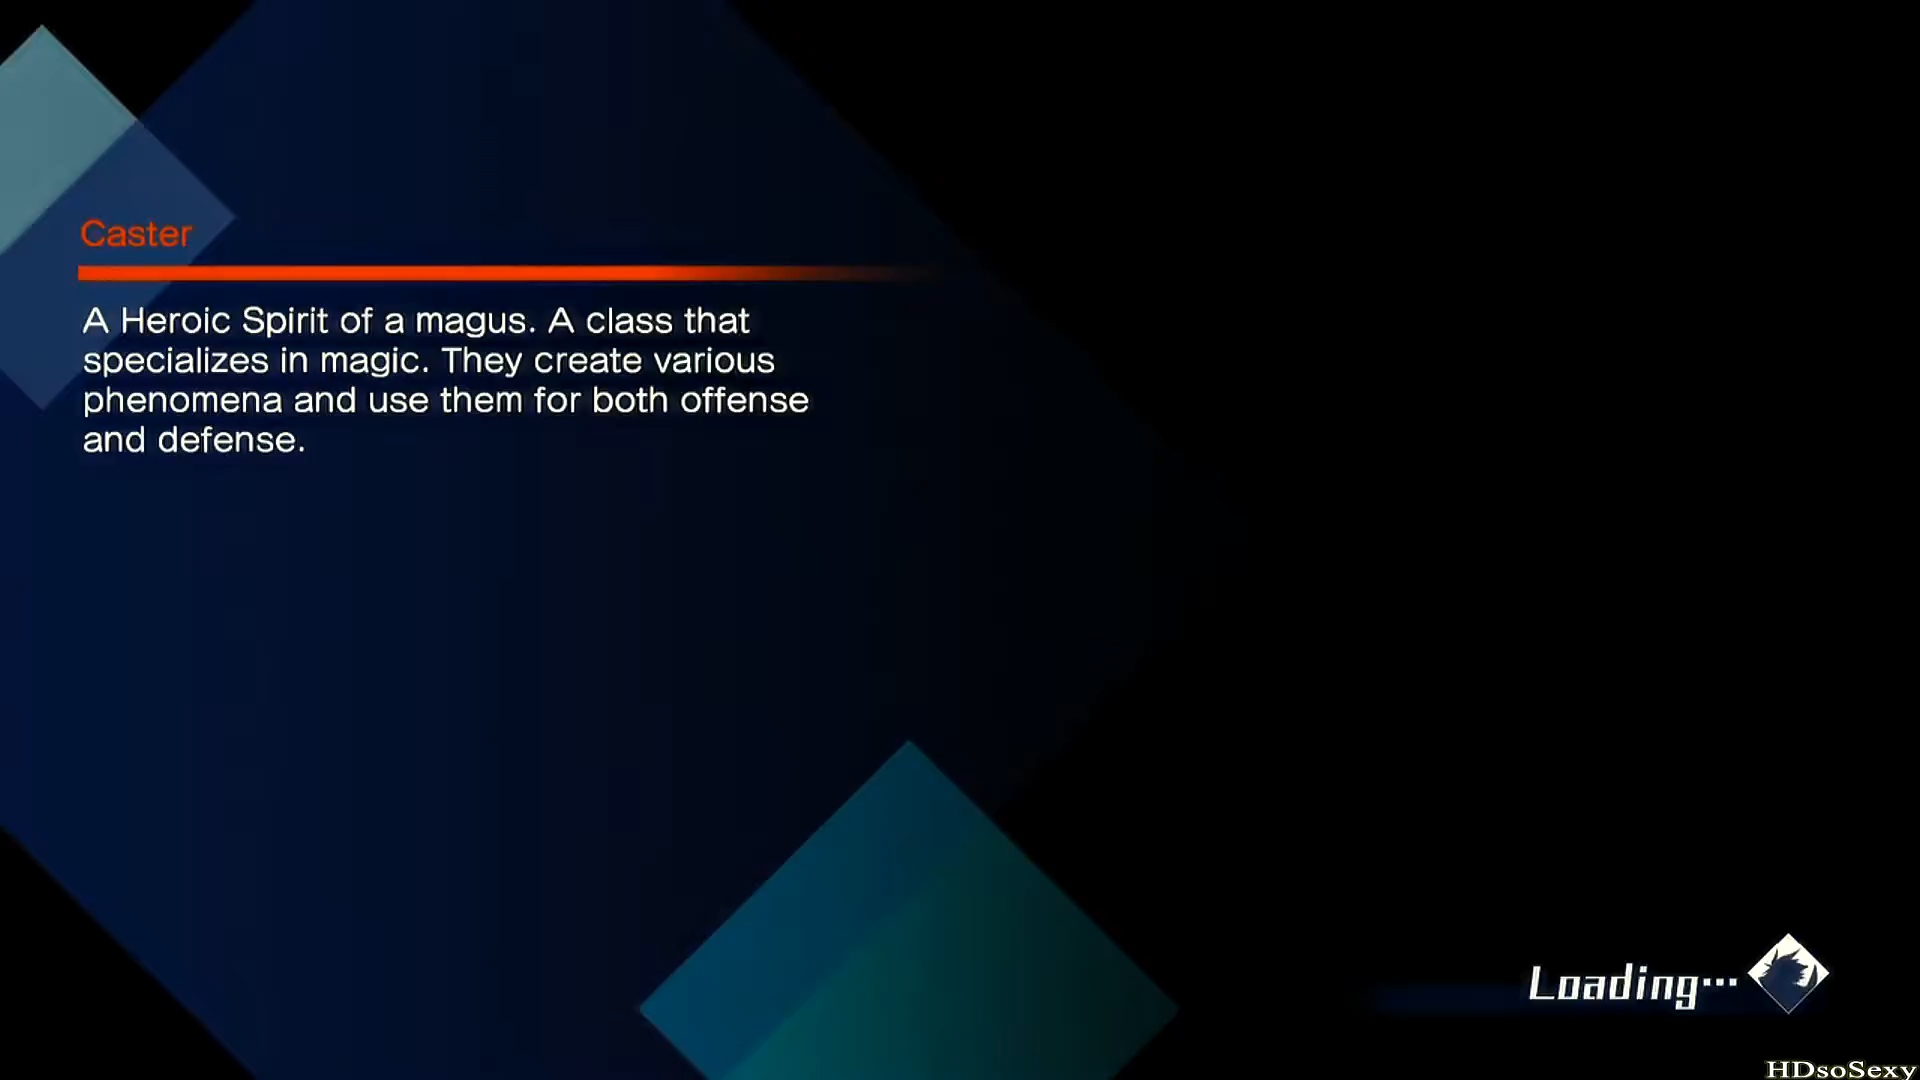 Caster
A Heroic Spirit of a magus. A class that
specializes in magic. They create various
phenomena and use them for both offense
and defense.
Loading…
HDsoSexy